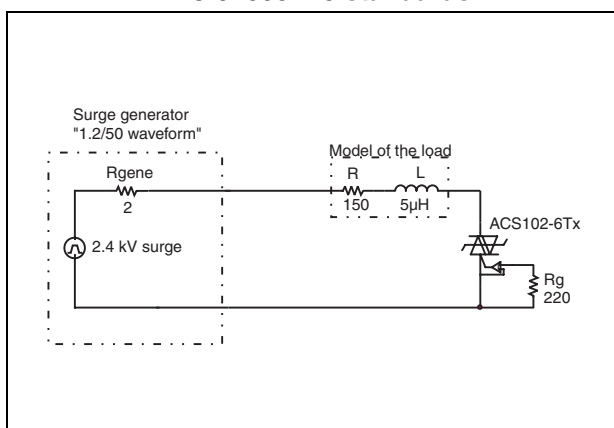 Surge generator
"1.2/50 waveform"
Model of the load
Rgene
R L
2
150 5µH
ACS102-6Tx
2.4 kV surge
Rg
220